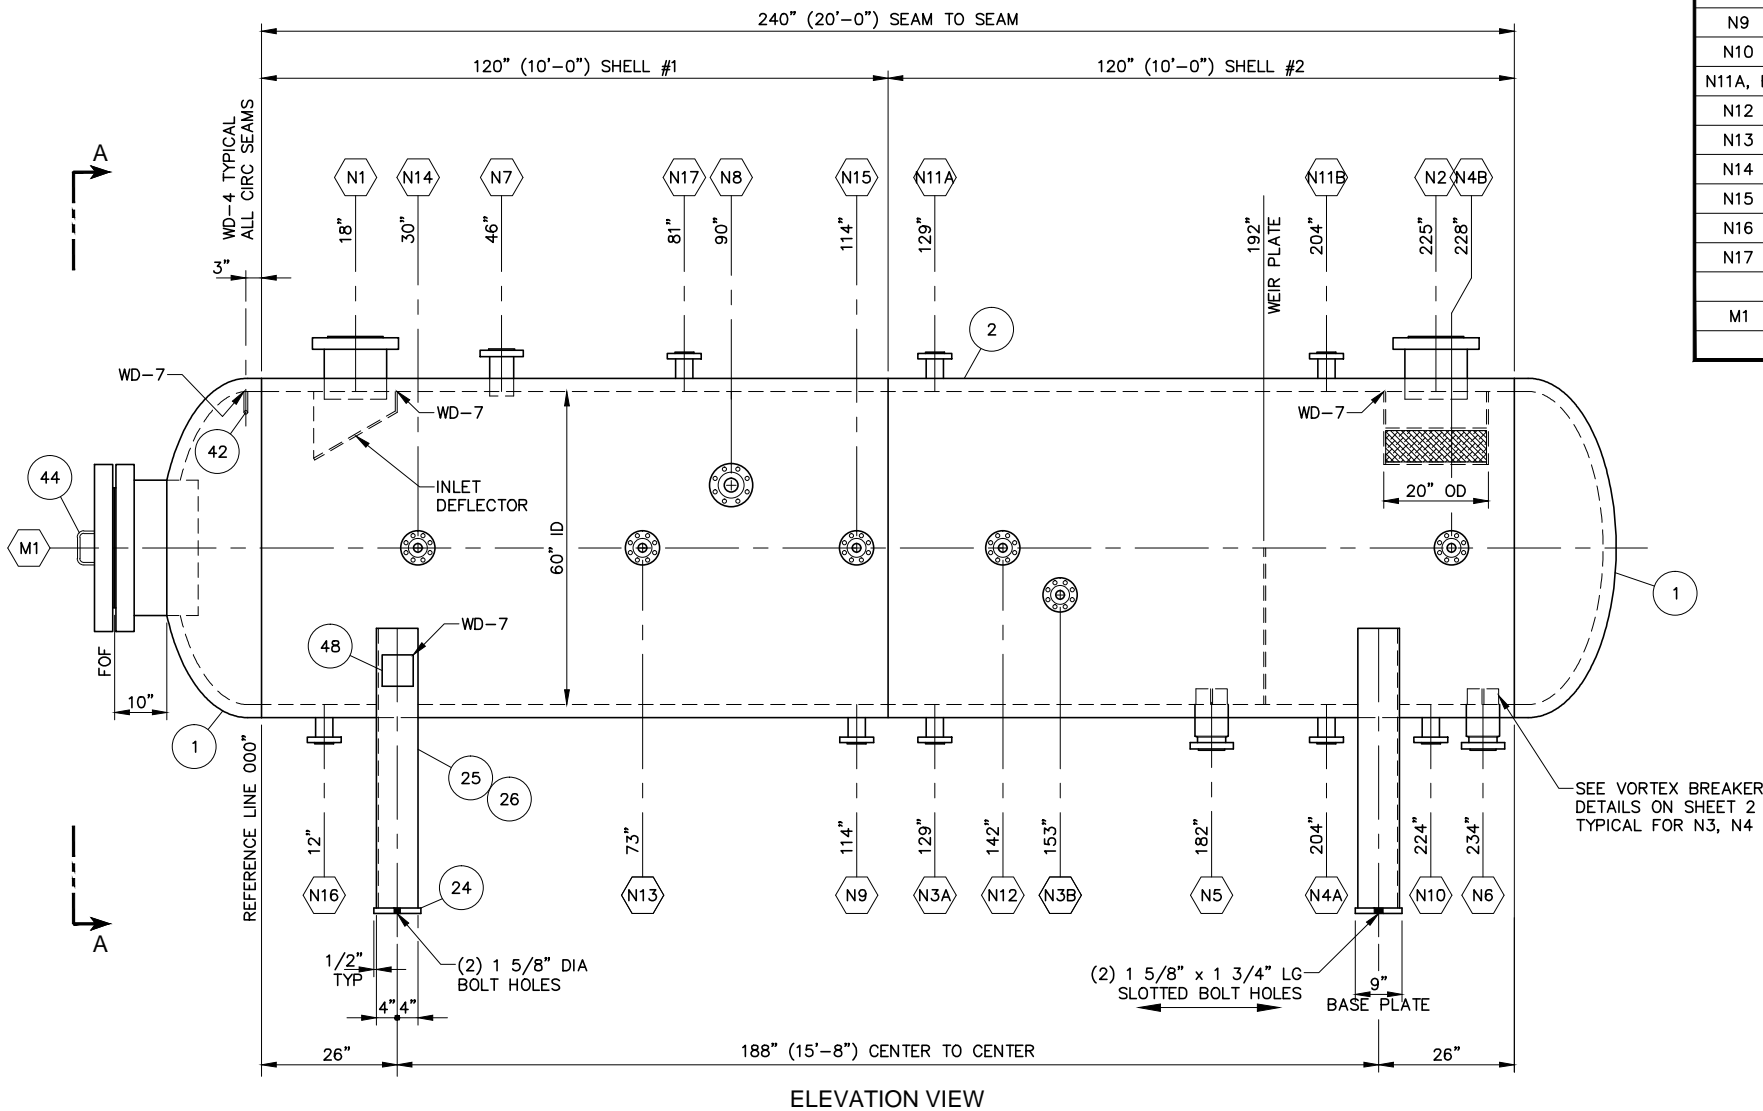 240" (20'-0") SEAM TO SEAM
120" (10'-0") SHELL #1
120" (10'-0") SHELL #2
N9
N10
N11A,
N12
N13
N14
N15
N16
N17
M1
WD-4 TYPICAL
ALL CIRC SEAMS
A
N1
N14
N7
N17
N8
N15
N11A
N11B
N2
N4B
18"
30"
46"
81"
90"
114"
129"
192"
WEIR PLATE
204"
225"
228"
3"
2
WD-7
WD-7
WD-7
42
44
INLET
DEFLECTOR
20" OD
M1
60" ID
1
48
WD-7
FOF
10"
1
25
26
SEE VORTEX BREAKER
DETAILS ON SHEET 2
TYPICAL FOR N3, N4
REFERENCE LINE 000"
12"
73"
114"
129"
142"
153"
182"
204"
224"
234"
24
N16
N13
N9
N3A
N12
N3B
N5
N4A
N10
N6
A
1/2"
TYP
(2) 1 5/8" DIA
BOLT HOLES
(2) 1 5/8" x 1 3/4" LG
SLOTTED BOLT HOLES
9"
BASE PLATE
4" 4"
26"
188" (15'-8") CENTER TO CENTER
26"
ELEVATION VIEW